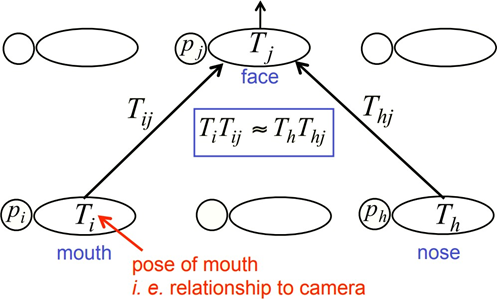 p_j T_j
face
T_ij
T_hj
T_i T_ij ≈ T_h T_hj
p_i T_i
p_h T_h
mouth
nose
pose of mouth
i. e. relationship to camera